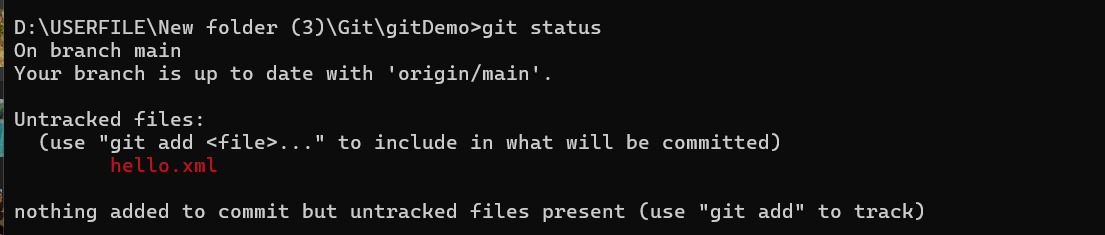 D:\USERFILE\New folder (3)\Git\gitDemo>git status
On branch main
Your branch is up to date with 'origin/main'.
Untracked files:
(use "git add <file>..." to include in what will be committed)
hello.xml
nothing added to commit but untracked files present (use "git add" to track)